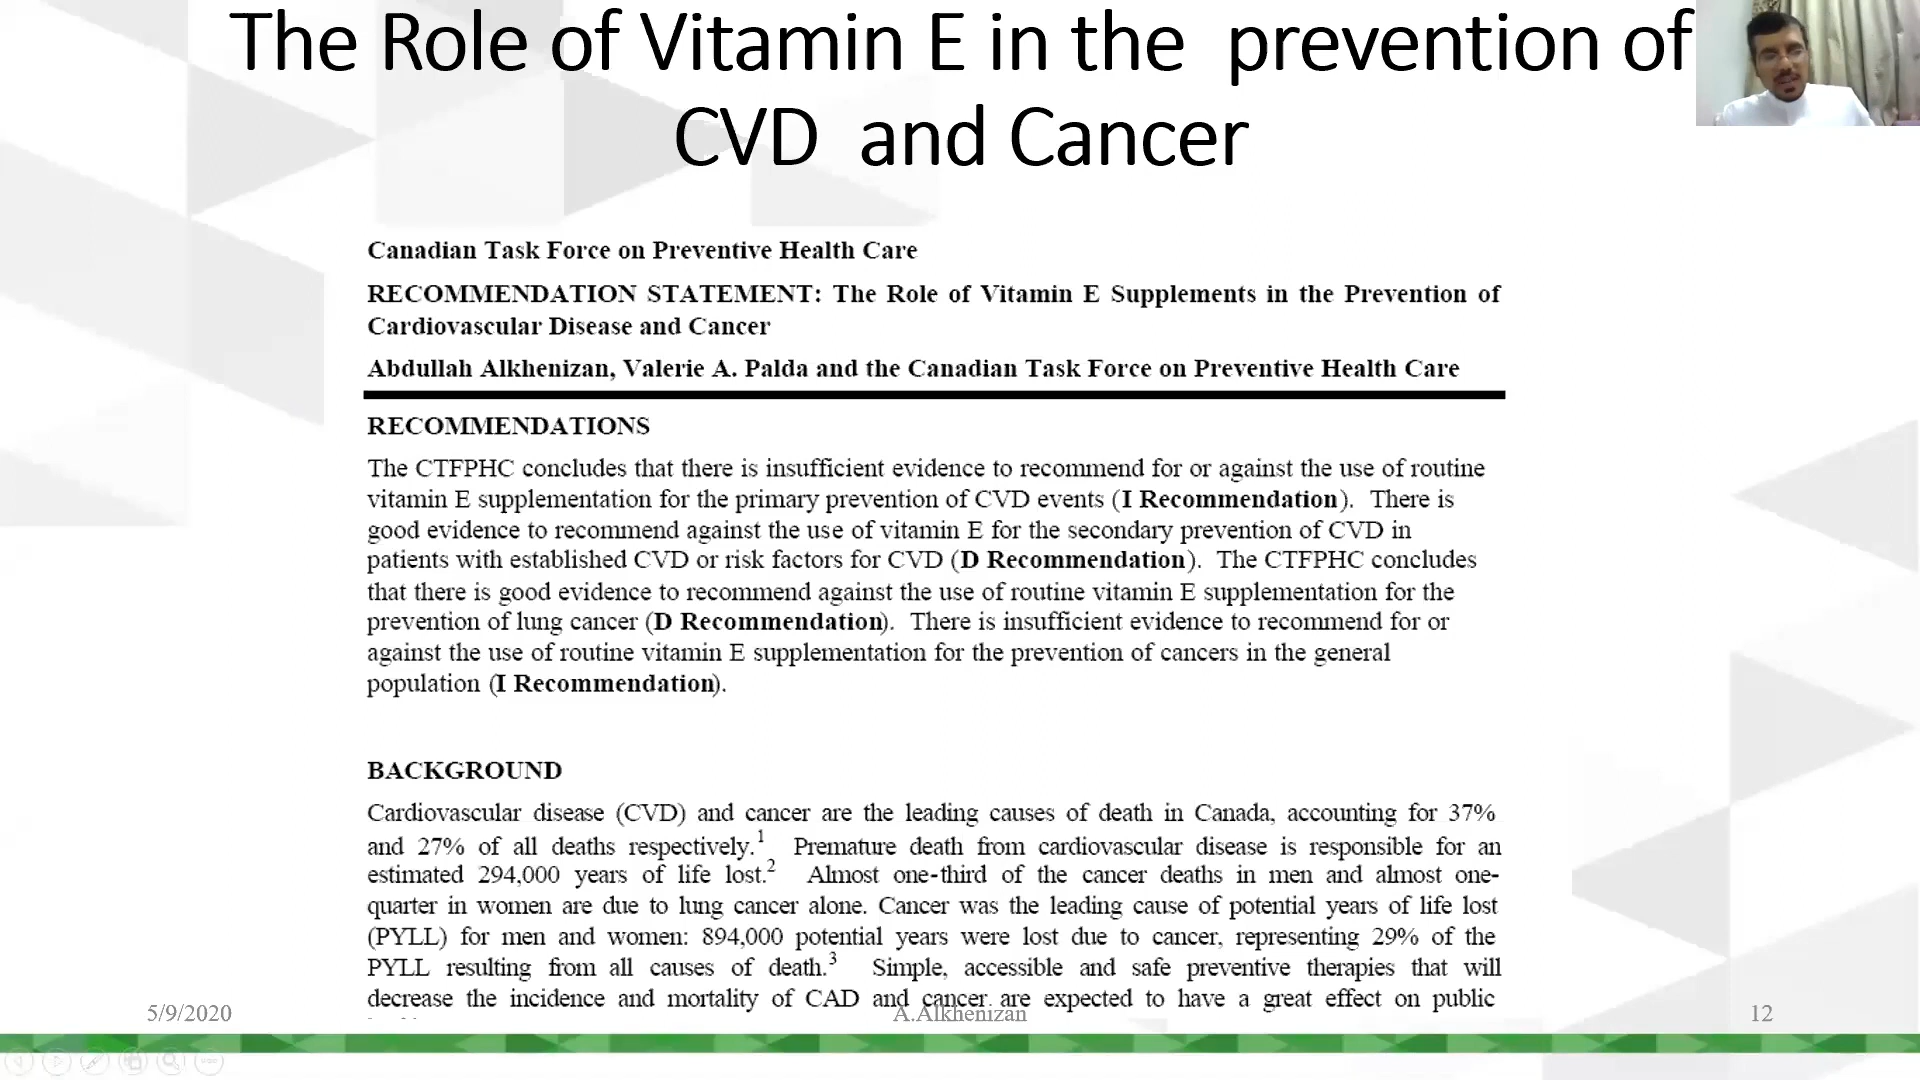 The Role of Vitamin E in the prevention of
CVD and Cancer
Canadian Task Force on Preventive Health Care
RECOMMENDATION STATEMENT: The Role of Vitamin E Supplements in the Prevention of
Cardiovascular Disease and Cancer
Abdullah Alkhenizan, Valerie A. Palda and the Canadian Task Force on Preventive Health Care
RECOMMENDATIONS
The CTFPHC concludes that there is insufficient evidence to recommend for or against the use of routine
vitamin E supplementation for the primary prevention of CVD events (I Recommendation). There is
good evidence to recommend against the use of vitamin E for the secondary prevention of CVD in
patients with established CVD or risk factors for CVD (D Recommendation). The CTFPHC concludes
that there is good evidence to recommend against the use of routine vitamin E supplementation for the
prevention of lung cancer (D Recommendation). There is insufficient evidence to recommend for or
against the use of routine vitamin E supplementation for the prevention of cancers in the general
population (I Recommendation).
BACKGROUND
Cardiovascular disease (CVD) and cancer are the leading causes of death in Canada, accounting for 37%
and 27% of all deaths respectively.1 Premature death from cardiovascular disease is responsible for an
estimated 294,000 years of life lost.2 Almost one-third of the cancer deaths in men and almost one-
quarter in women are due to lung cancer alone. Cancer was the leading cause of potential years of life lost
(PYLL) for men and women: 894,000 potential years were lost due to cancer, representing 29% of the
PYLL resulting from all causes of death.3 Simple, accessible and safe preventive therapies that will
decrease the incidence and mortality of CAD and cancer are expected to have a great effect on public
5/9/2020
A.Alkhenizan
12